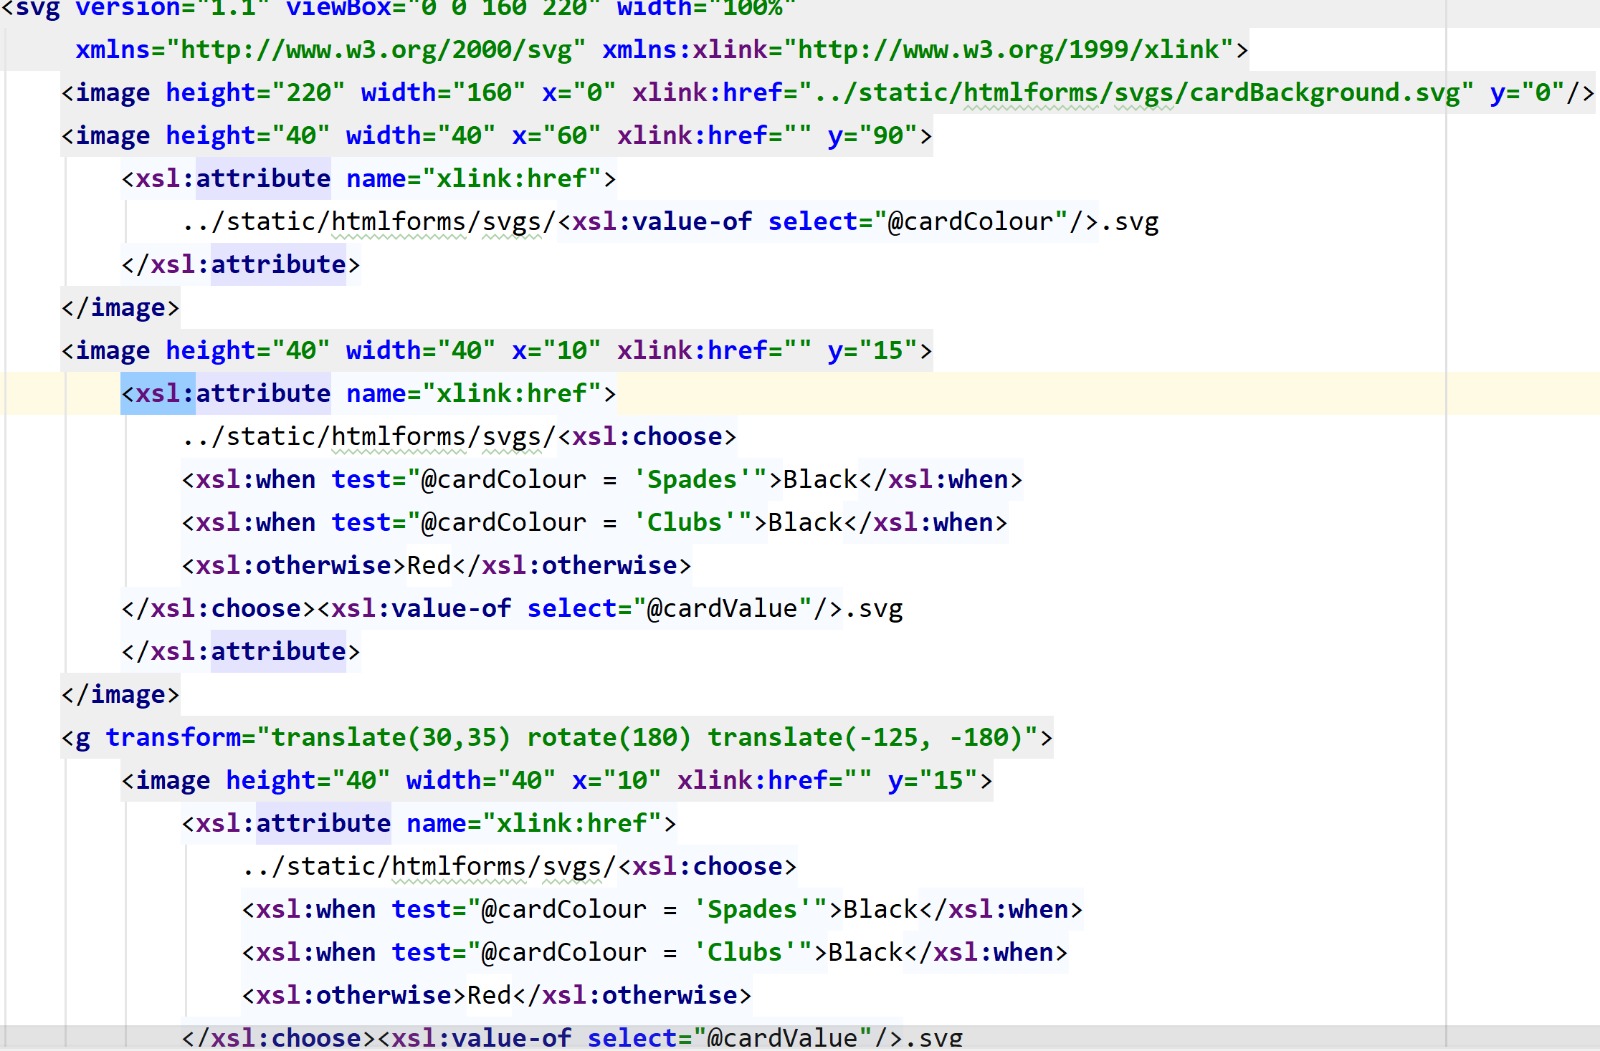 <svg version="1.1" viewBox="0 0 160 220" width="100%"
xmlns="http://www.w3.org/2000/svg" xmlns:xlink="http://www.w3.org/1999/xlink">
<image height="220" width="160" x="0" xlink:href="../static/htmlforms/svgs/cardBackground.svg" y="0"/>
<image height="40" width="40" x="60" xlink:href="" y="90">
<xsl:attribute name="xlink:href">
../static/htmlforms/svgs/<xsl:value-of select="@cardColour"/>.svg
</xsl:attribute>
</image>
<image height="40" width="40" x="10" xlink:href="" y="15">
<xsl:attribute name="xlink:href">
../static/htmlforms/svgs/<xsl:choose>
<xsl:when test="@cardColour = 'Spades'">Black</xsl:when>
<xsl:when test="@cardColour = 'Clubs'">Black</xsl:when>
<xsl:otherwise>Red</xsl:otherwise>
</xsl:choose><xsl:value-of select="@cardValue"/>.svg
</xsl:attribute>
</image>
<g transform="translate(30,35) rotate(180) translate(-125, -180)">
<image height="40" width="40" x="10" xlink:href="" y="15">
<xsl:attribute name="xlink:href">
../static/htmlforms/svgs/<xsl:choose>
<xsl:when test="@cardColour = 'Spades'">Black</xsl:when>
<xsl:when test="@cardColour = 'Clubs'">Black</xsl:when>
<xsl:otherwise>Red</xsl:otherwise>
</xsl:choose><xsl:value-of select="@cardValue"/>.svg